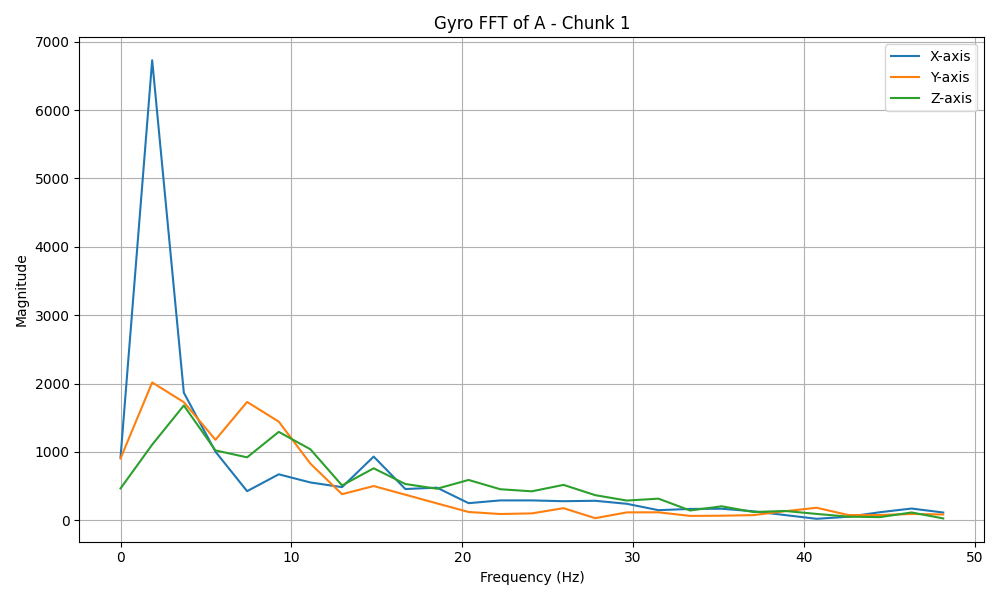 Gyro FFT of A - Chunk 1
7000
6000
5000
4000
3000
2000
1000
0
Magnitude
X-axis
Y-axis
Z-axis
0 10 20 30 40 50
Frequency (Hz)